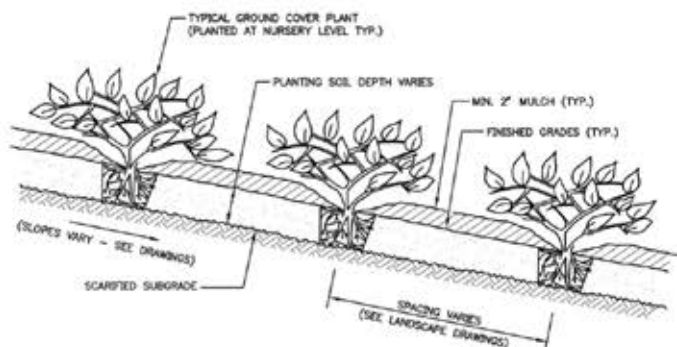 TYPICAL GROUND COVER PLANT
(PLANTED AT NURSERY LEVEL TYP.)
PLANTING SOIL DEPTH VARIES
MIN. 2" MULCH (TYP.)
FINISHED GRADES (TYP.)
(SLOPES VARY - SEE DRAWINGS)
SCARIFIED SUBGRADE
SPACING VARIES
(SEE LANDSCAPE DRAWINGS)